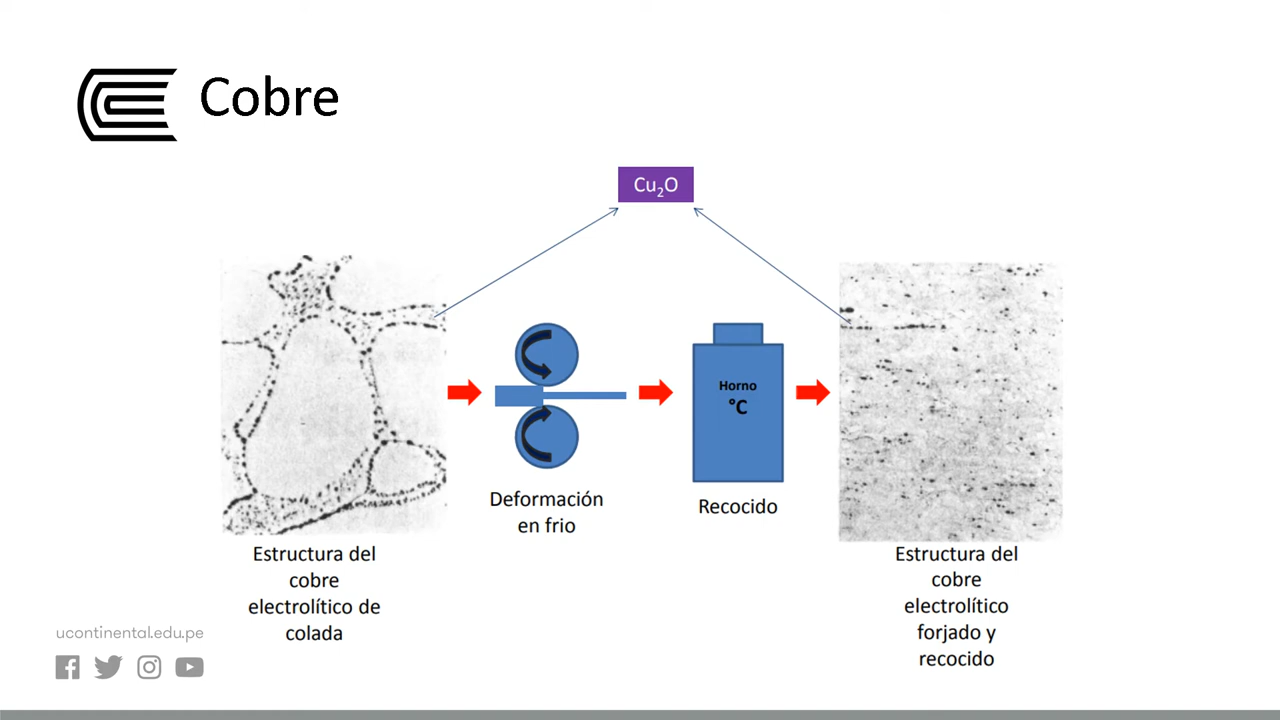 Cobre
Cu₂O
Horno
°C
Deformación
en frio
Recocido
Estructura del
cobre
electrolítico de
colada
Estructura del
cobre
electrolítico
forjado y
recocido
ucontinental.edu.pe